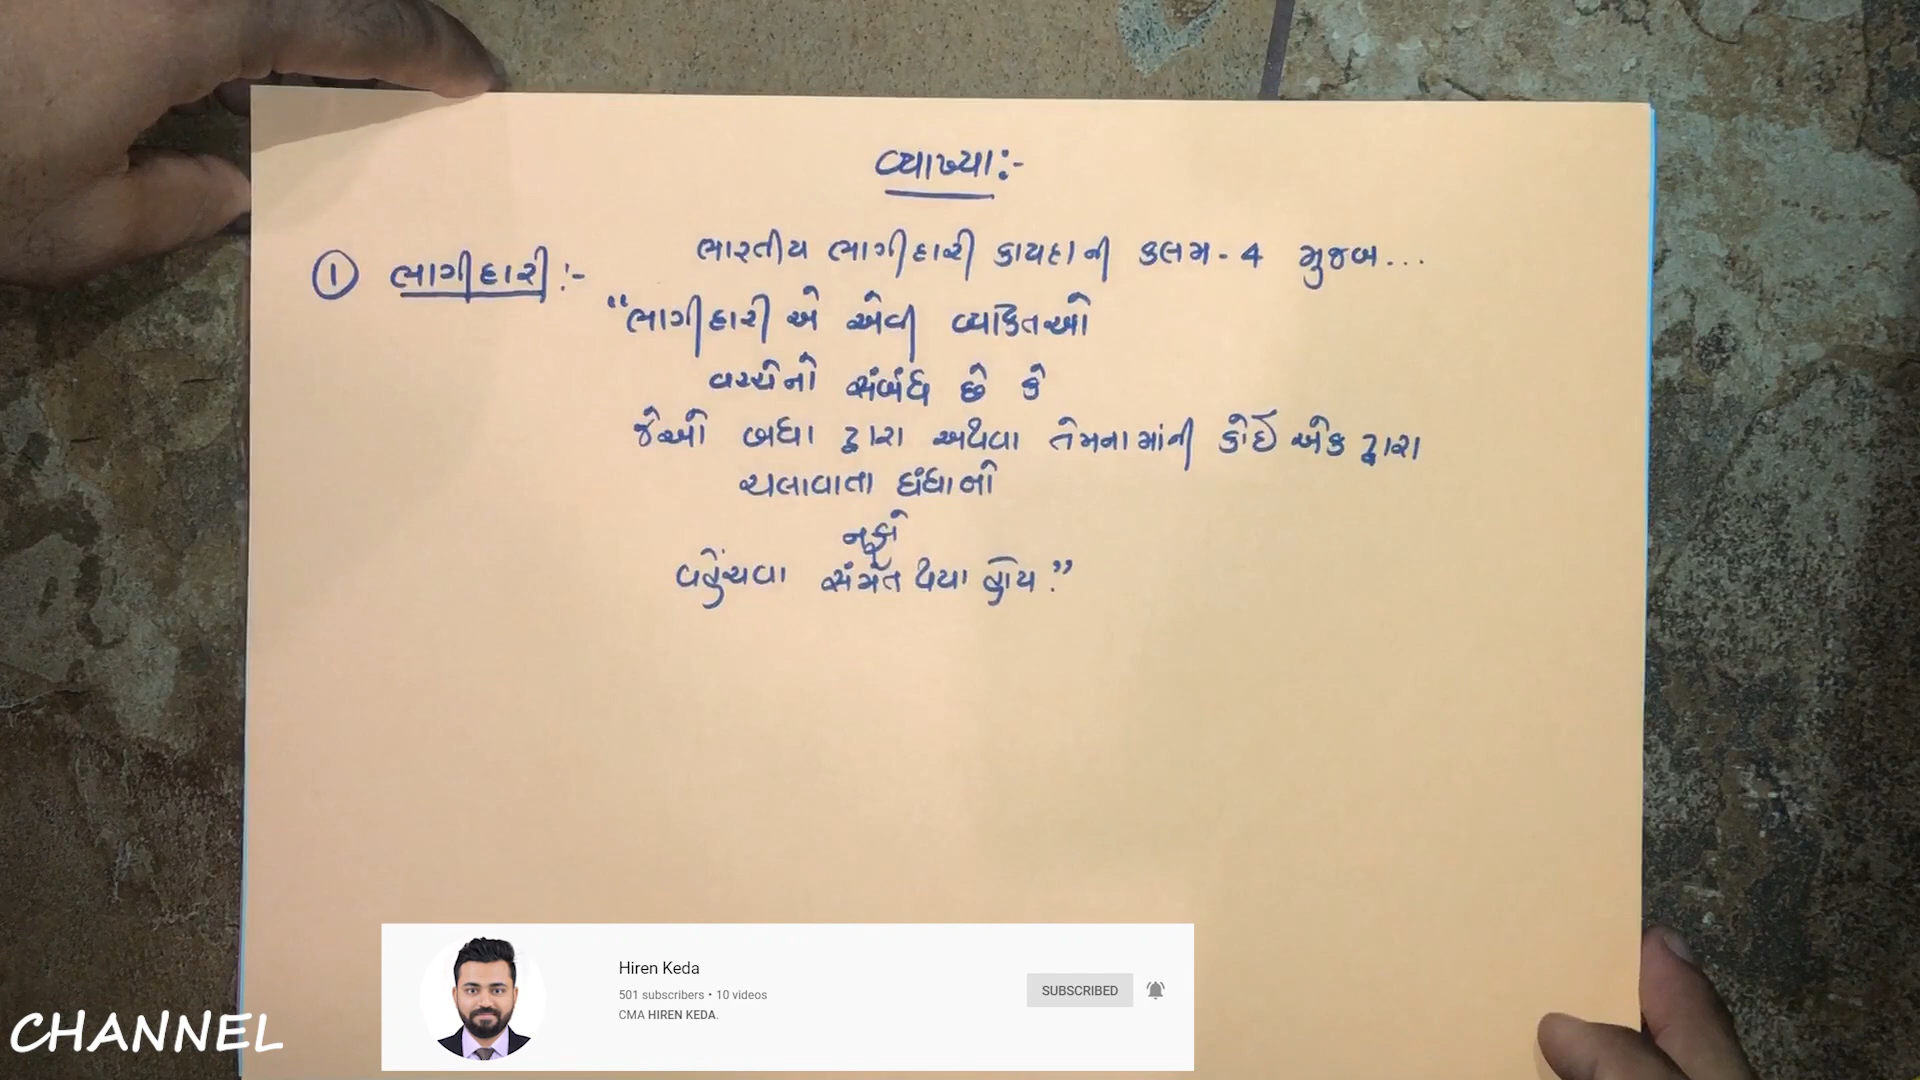 વ્યાખ્યા:-
① ભાગીદારી:- ભારતીય ભાગીદારી કાયદાની કલમ - 4 મુજબ...
"ભાગીદારી એ એવી વ્યકિતઓ
વચ્ચેનો સંબંધ છે કે
જેઓ બધા દ્વારા અથવા તેમનામાંની કોઈ એક દ્વારા
ચલાવાતા ધંધાનો
નફો
વહેંચવા સંમત થયા હોય."
Hiren Keda
501 subscribers • 10 videos
CMA HIREN KEDA.
SUBSCRIBED
CHANNEL